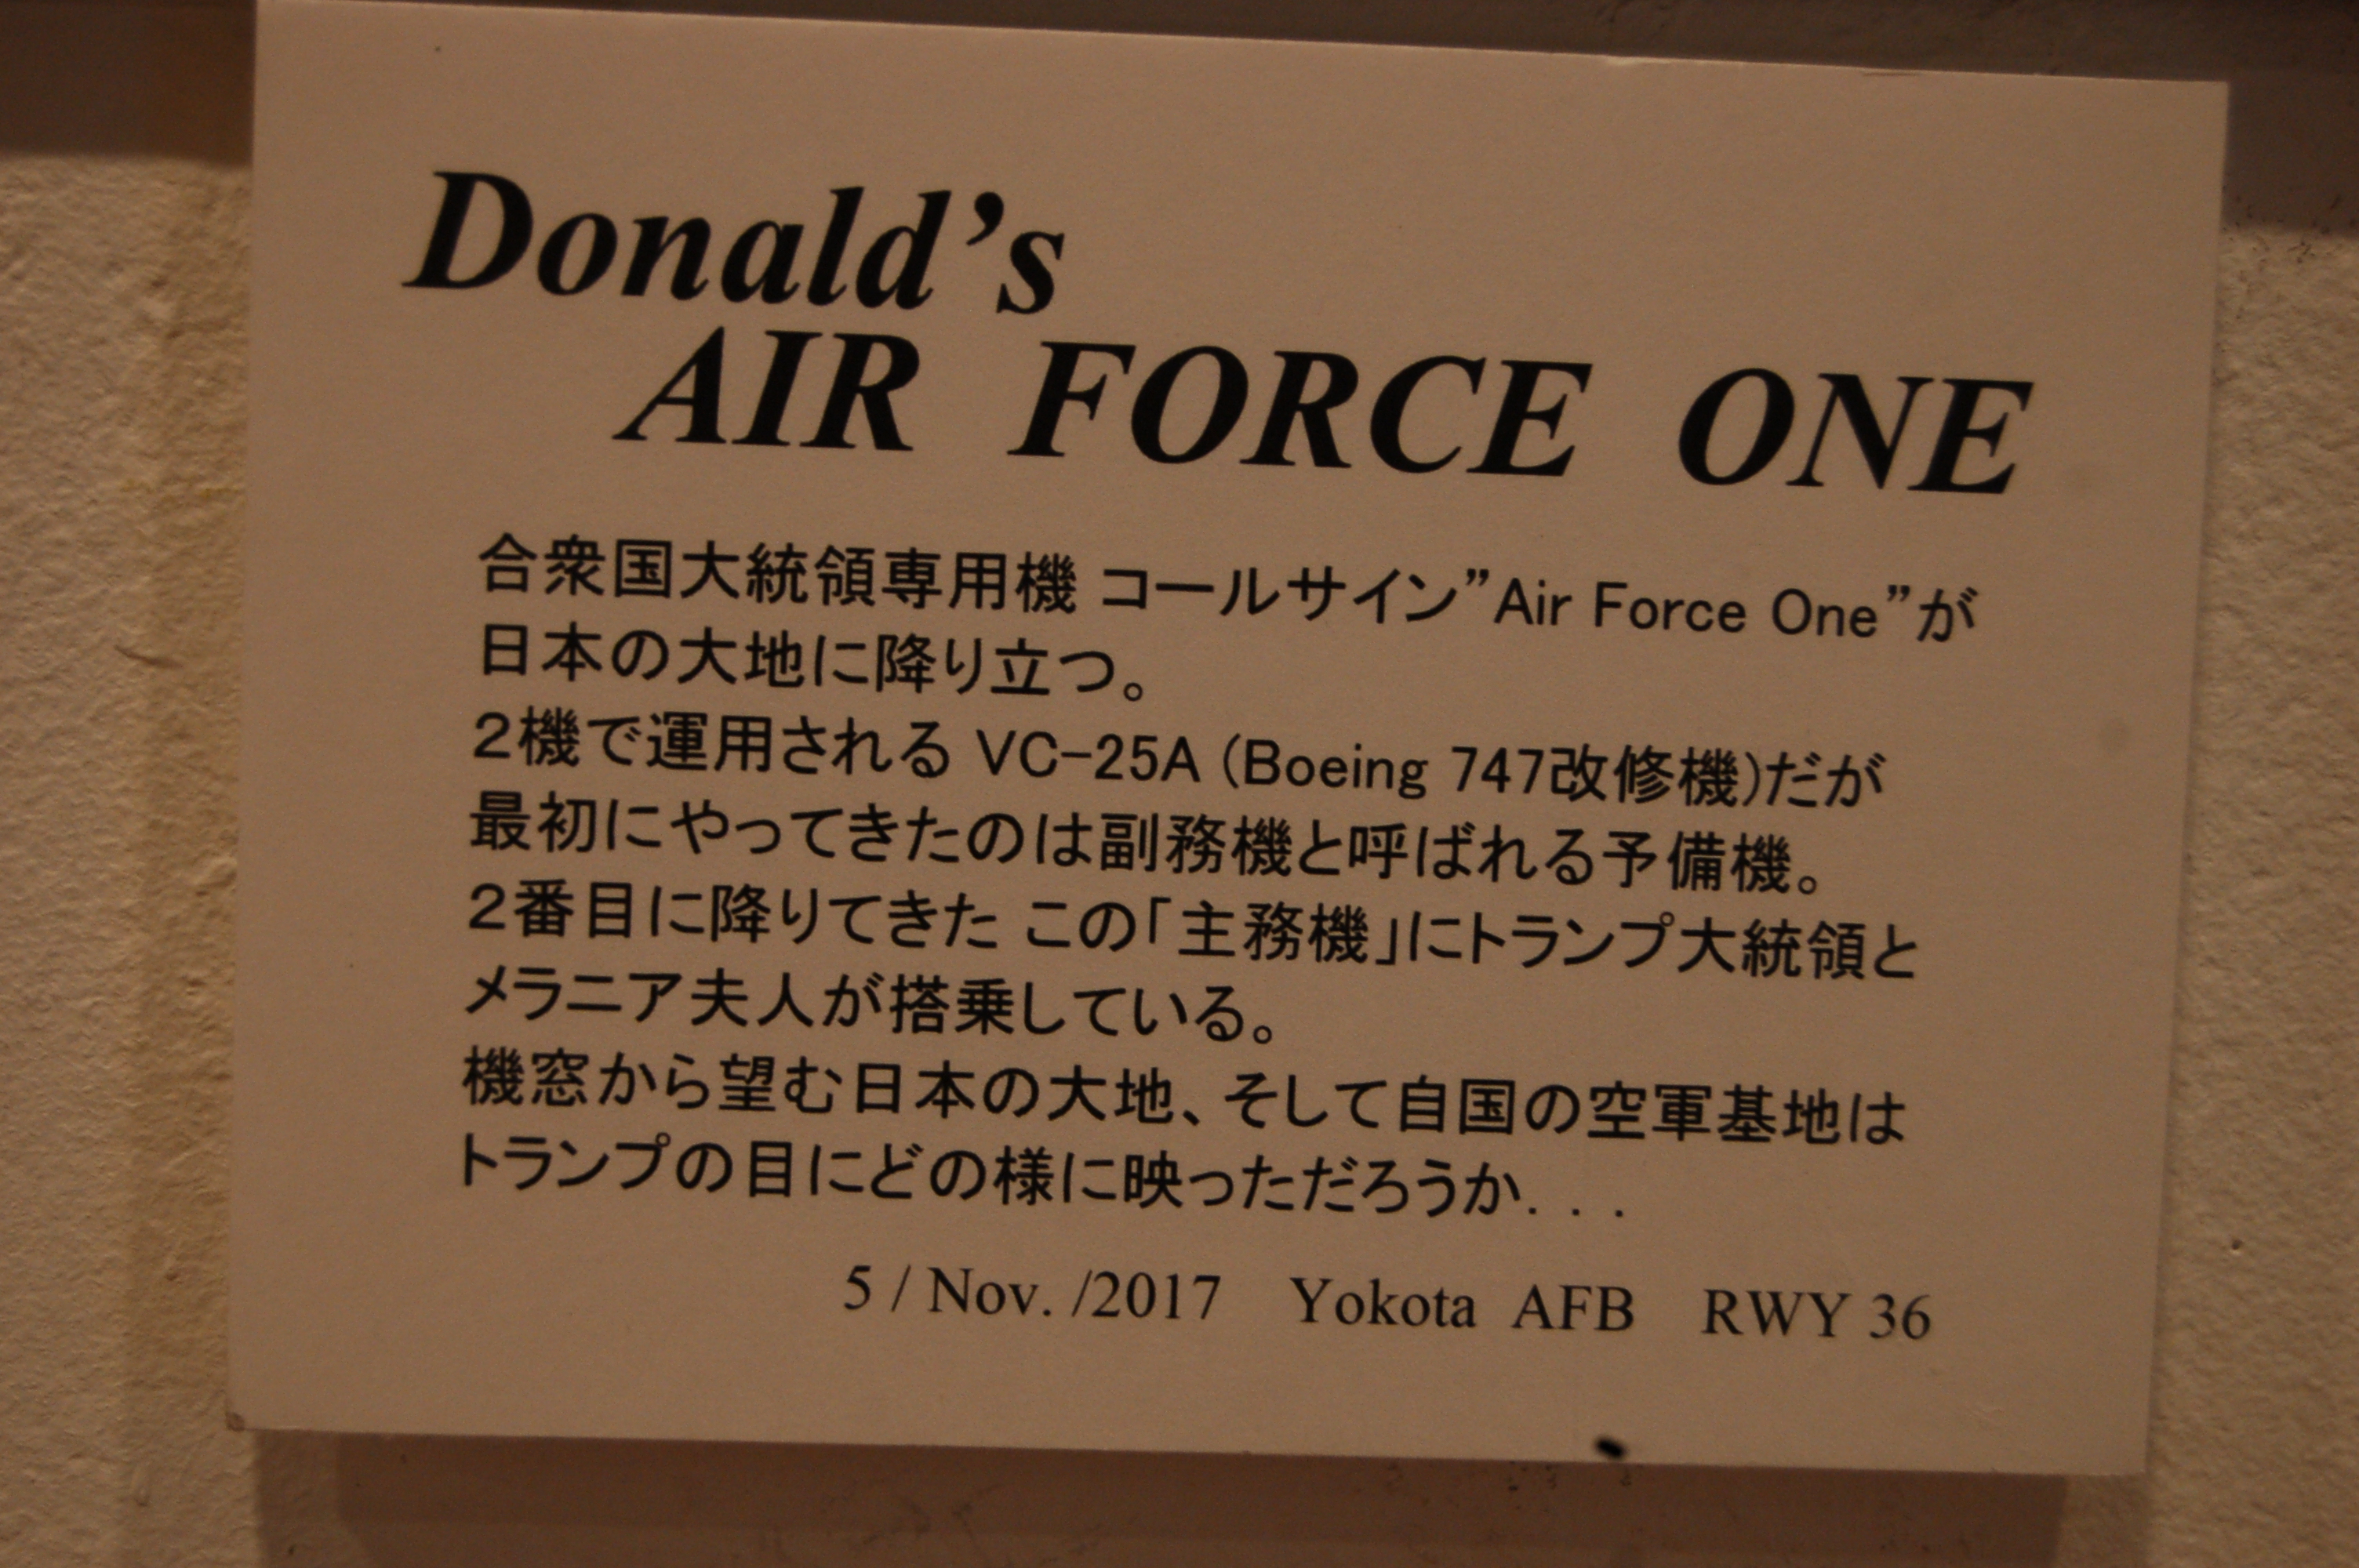 Donald’s
AIR FORCE ONE
合衆国大統領専用機 コールサイン”Air Force One”が
日本の大地に降り立つ。
２機で運用される VC-25A (Boeing 747改修機)だが
最初にやってきたのは副務機と呼ばれる予備機。
２番目に降りてきた この「主務機」にトランプ大統領と
メラニア夫人が搭乗している。
機窓から望む日本の大地、そして自国の空軍基地は
トランプの目にどの様に映っただろうか. . .
5 / Nov. /2017 Yokota AFB RWY 36